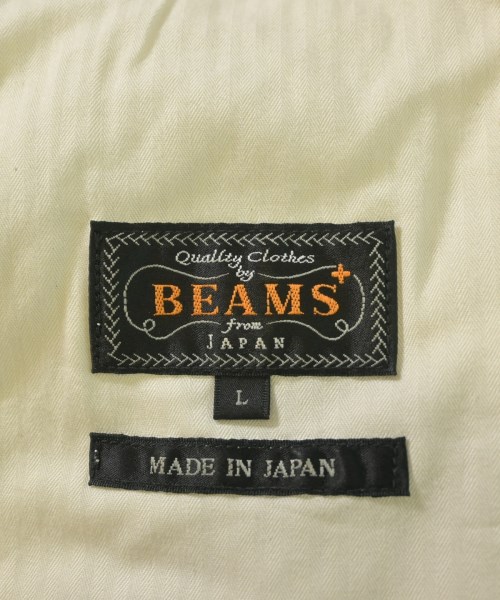 Quality Clothes
by
BEAMS+
from
JAPAN
L
MADE IN JAPAN